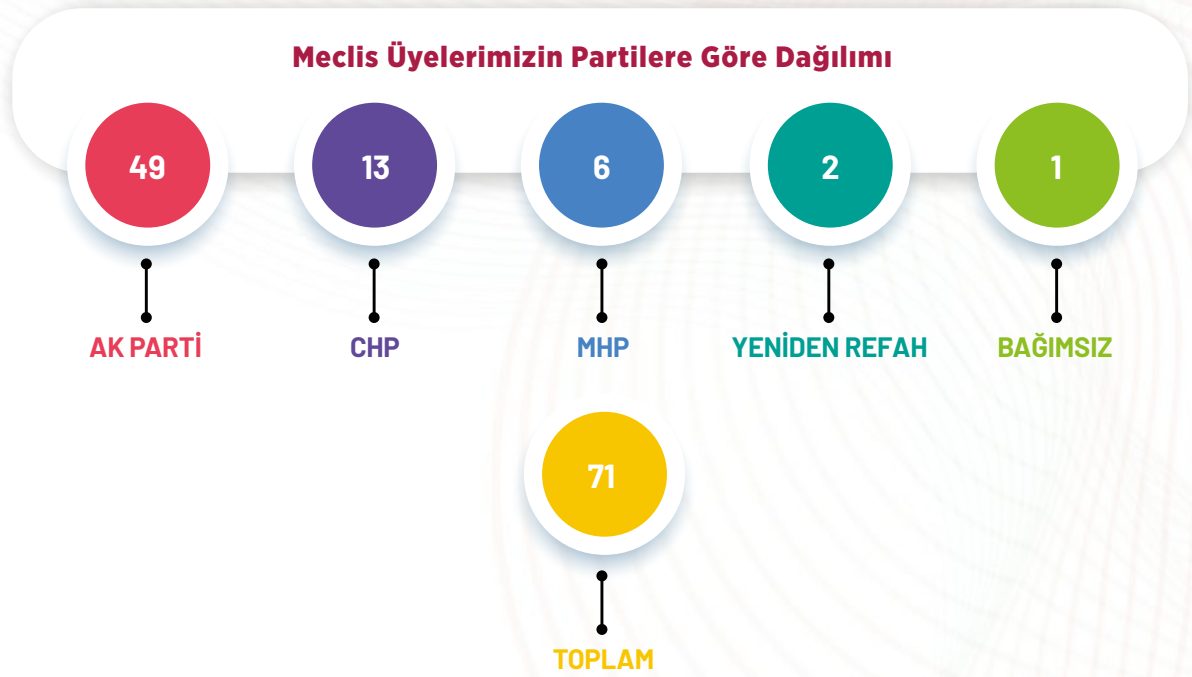 Meclis Üyelerimizin Partilere Göre Dağılımı
49 13 6 2 1
AK PARTİ CHP MHP YENİDEN REFAH BAĞIMSIZ
71
TOPLAM